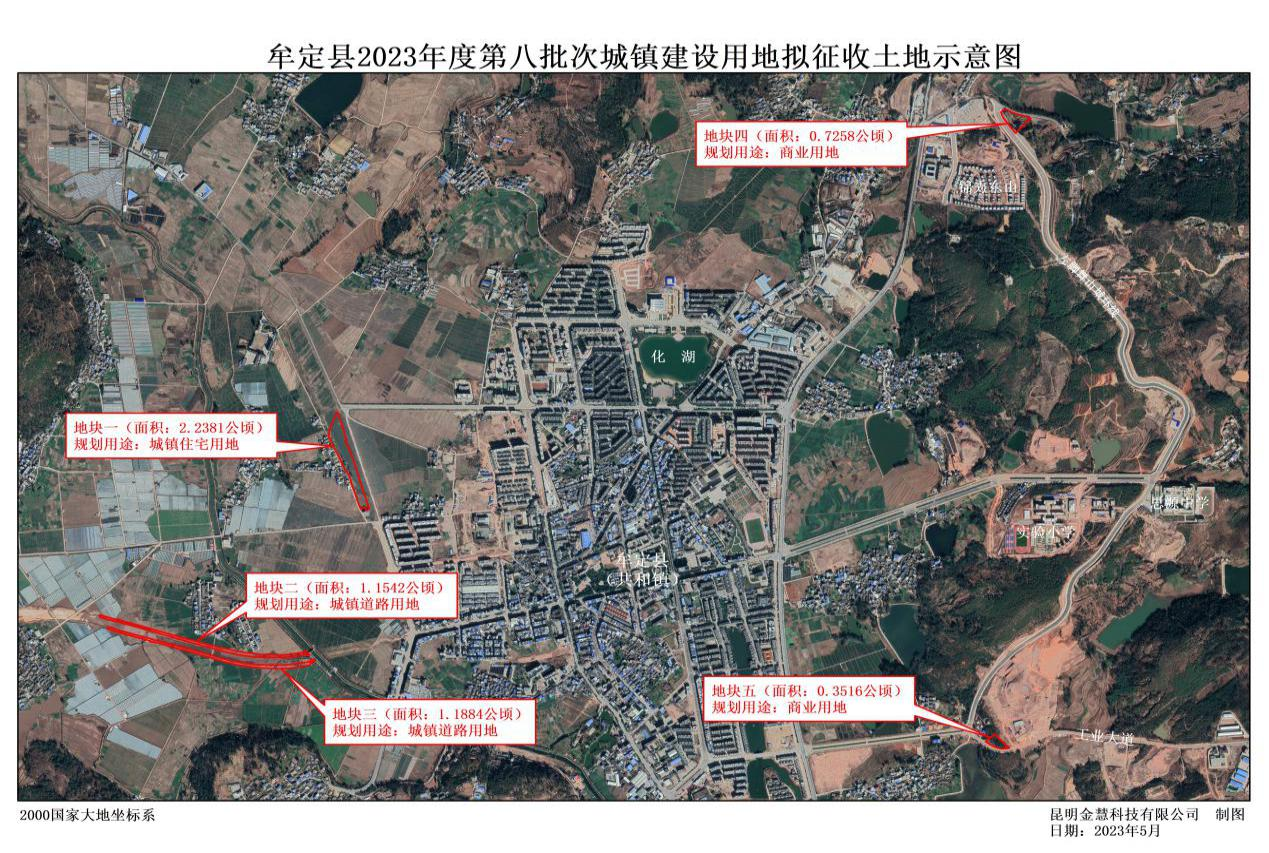 牟定县2023年度第八批次城镇建设用地拟征收土地示意图
地块四（面积：0.7258公顷）
规划用途：商业用地
化 湖
地块一（面积：2.2381公顷）
规划用途：城镇住宅用地
思源中学
实验小学
牟定县
（共和镇）
地块二（面积：1.1542公顷）
规划用途：城镇道路用地
地块三（面积：1.1884公顷）
规划用途：城镇道路用地
地块五（面积：0.3516公顷）
规划用途：商业用地
工业大道
2000国家大地坐标系
昆明金慧科技有限公司 制图
日期：2023年5月